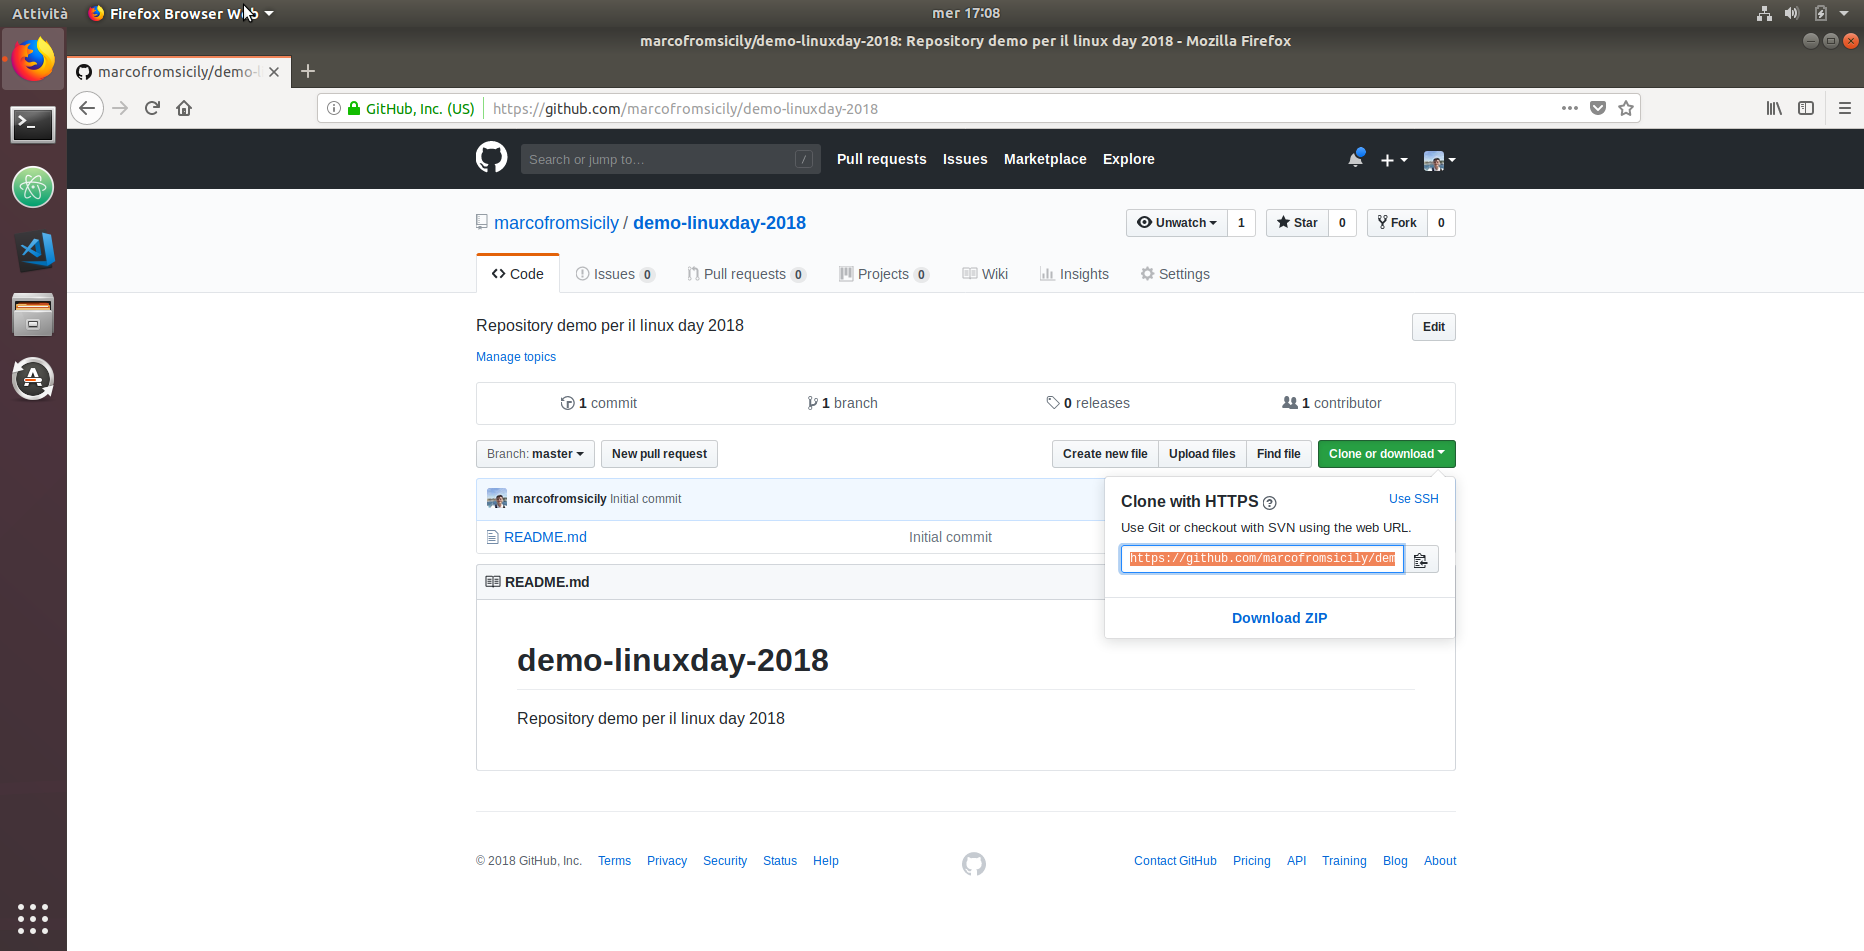 Attività Firefox Browser Web mer 17:08
marcofromsicily/demo-linuxday-2018: Repository demo per il linux day 2018 - Mozilla Firefox
marcofromsicily/demo-l
GitHub, Inc. (US) https://github.com/marcofromsicily/demo-linuxday-2018
Search or jump to… / Pull requests Issues Marketplace Explore
marcofromsicily / demo-linuxday-2018 Unwatch 1 Star 0 Fork 0
Code Issues 0 Pull requests 0 Projects 0 Wiki Insights Settings
Repository demo per il linux day 2018 Edit
Manage topics
1 commit 1 branch 0 releases 1 contributor
Branch: master New pull request Create new file Upload files Find file Clone or download
marcofromsicily Initial commit
Clone with HTTPS ? Use SSH
Use Git or checkout with SVN using the web URL.
README.md Initial commit
https://github.com/marcofromsicily/dem
README.md
Download ZIP
demo-linuxday-2018
Repository demo per il linux day 2018
© 2018 GitHub, Inc. Terms Privacy Security Status Help Contact GitHub Pricing API Training Blog About